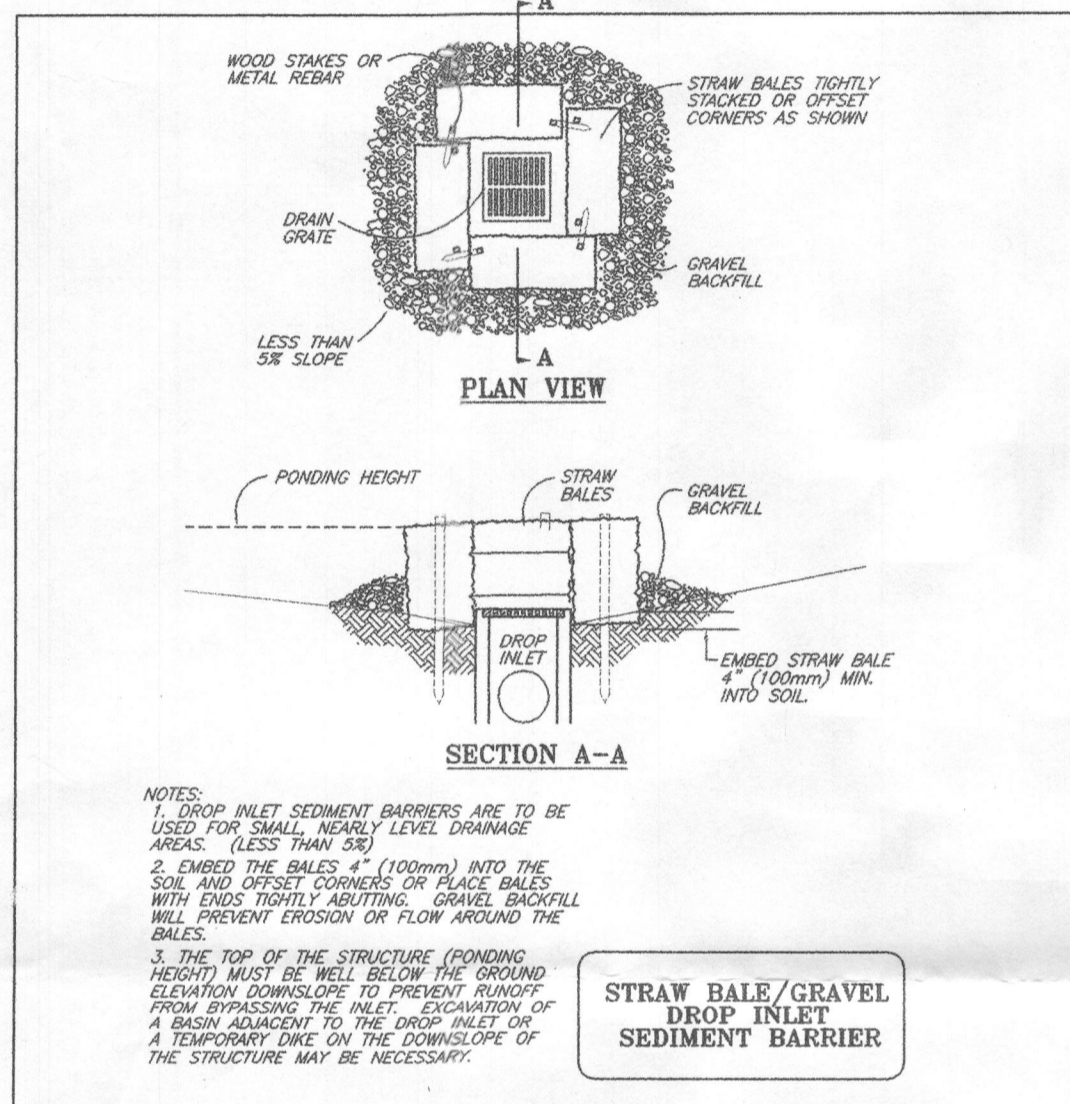 A
WOOD STAKES OR
METAL REBAR
STRAW BALES TIGHTLY
STACKED OR OFFSET
CORNERS AS SHOWN
DRAIN
GRATE
GRAVEL
BACKFILL
LESS THAN
5% SLOPE
A
PLAN VIEW
PONDING HEIGHT
STRAW
BALES
GRAVEL
BACKFILL
DROP
INLET
EMBED STRAW BALE
4" (100mm) MIN.
INTO SOIL.
SECTION A-A
NOTES:
1. DROP INLET SEDIMENT BARRIERS ARE TO BE
USED FOR SMALL, NEARLY LEVEL DRAINAGE
AREAS. (LESS THAN 5%)
2. EMBED THE BALES 4" (100mm) INTO THE
SOIL AND OFFSET CORNERS OR PLACE BALES
WITH ENDS TIGHTLY ABUTTING. GRAVEL BACKFILL
WILL PREVENT EROSION OR FLOW AROUND THE
BALES.
3. THE TOP OF THE STRUCTURE (PONDING
HEIGHT) MUST BE WELL BELOW THE GROUND
ELEVATION DOWNSLOPE TO PREVENT RUNOFF
FROM BYPASSING THE INLET. EXCAVATION OF
A BASIN ADJACENT TO THE DROP INLET OR
A TEMPORARY DIKE ON THE DOWNSLOPE OF
THE STRUCTURE MAY BE NECESSARY.
STRAW BALE/GRAVEL
DROP INLET
SEDIMENT BARRIER